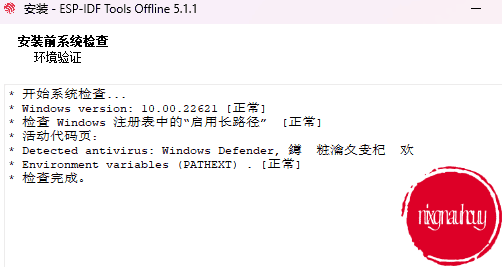 安装 - ESP-IDF Tools Offline 5.1.1
安装前系统检查
环境验证
* 开始系统检查...
* Windows version: 10.00.22621 [正常]
* 检查 Windows 注册表中的“启用长路径” [正常]
* 活动代码页:
* Detected antivirus: Windows Defender, 鐏 粧瀹夊叏杞 欢
* Environment variables (PATHEXT) . [正常]
* 检查完成。